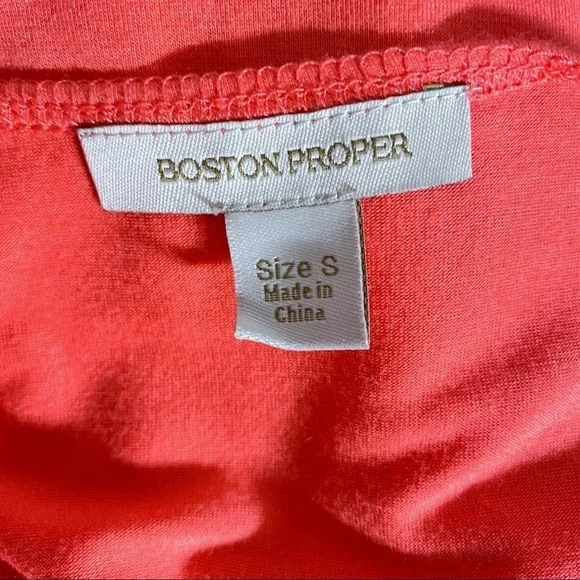 BOSTON PROPER
Size S
Made in
China